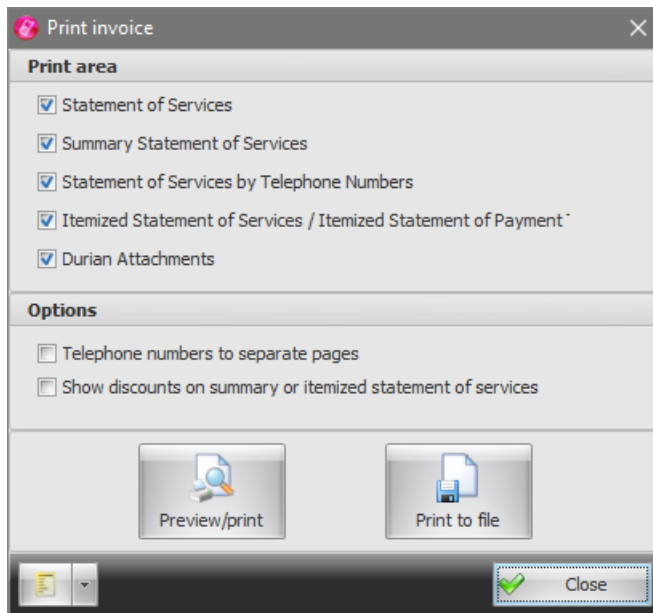 Print invoice
Print area
Statement of Services
Summary Statement of Services
Statement of Services by Telephone Numbers
Itemized Statement of Services / Itemized Statement of Payment
Durian Attachments
Options
Telephone numbers to separate pages
Show discounts on summary or itemized statement of services
Preview/print
Print to file
Close